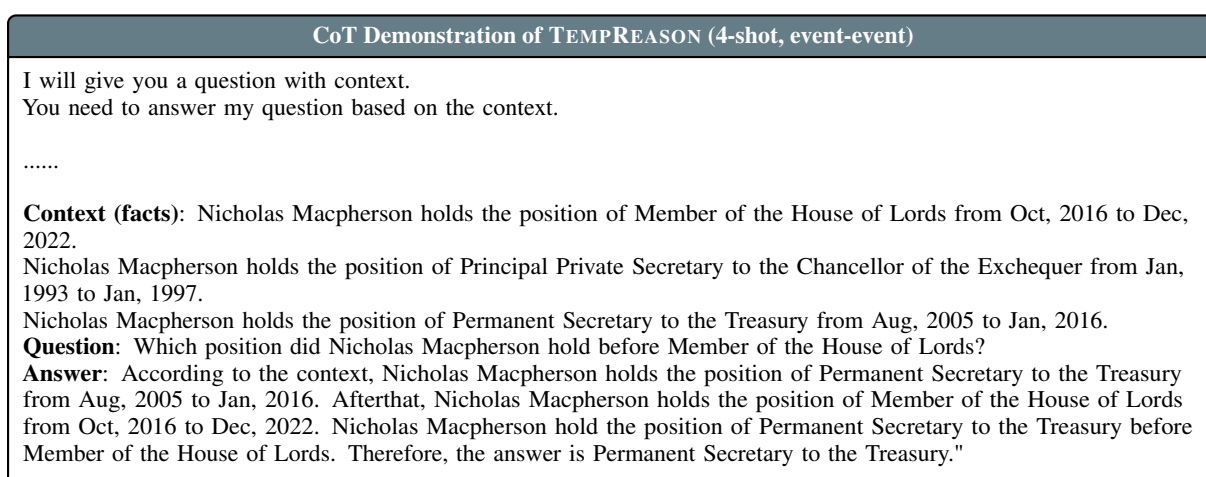 CoT Demonstration of TEMPREASON (4-shot, event-event)
I will give you a question with context.
You need to answer my question based on the context.
......
Context (facts): Nicholas Macpherson holds the position of Member of the House of Lords from Oct, 2016 to Dec,
2022.
Nicholas Macpherson holds the position of Principal Private Secretary to the Chancellor of the Exchequer from Jan,
1993 to Jan, 1997.
Nicholas Macpherson holds the position of Permanent Secretary to the Treasury from Aug, 2005 to Jan, 2016.
Question: Which position did Nicholas Macpherson hold before Member of the House of Lords?
Answer: According to the context, Nicholas Macpherson holds the position of Permanent Secretary to the Treasury
from Aug, 2005 to Jan, 2016. Afterthat, Nicholas Macpherson holds the position of Member of the House of Lords
from Oct, 2016 to Dec, 2022. Nicholas Macpherson hold the position of Permanent Secretary to the Treasury before
Member of the House of Lords. Therefore, the answer is Permanent Secretary to the Treasury."